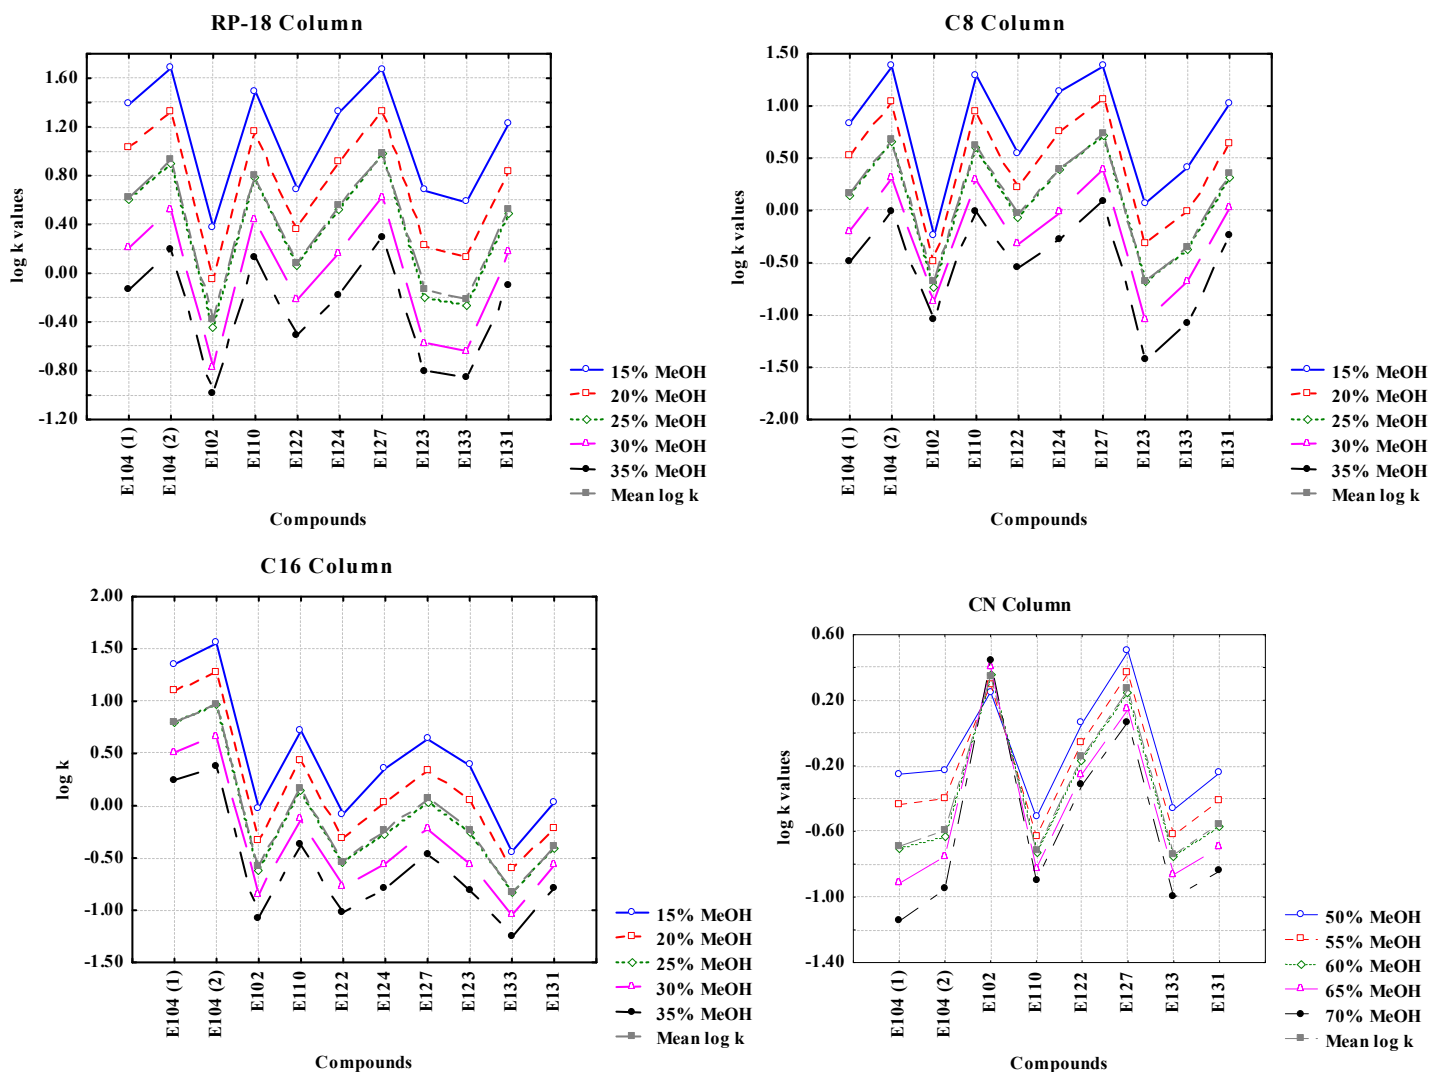 RP-18 Column
log k values
1.60
1.20
0.80
0.40
0.00
-0.40
-0.80
-1.20
E104 (1)
E104 (2)
E102
E110
E122
E124
E127
E123
E133
E131
Compounds
15% MeOH
20% MeOH
25% MeOH
30% MeOH
35% MeOH
Mean log k
C8 Column
log k values
1.50
1.00
0.50
0.00
-0.50
-1.00
-1.50
-2.00
E104 (1)
E104 (2)
E102
E110
E122
E124
E127
E123
E133
E131
Compounds
15% MeOH
20% MeOH
25% MeOH
30% MeOH
35% MeOH
Mean log k
C16 Column
log k
2.00
1.50
1.00
0.50
0.00
-0.50
-1.00
-1.50
E104 (1)
E104 (2)
E102
E110
E122
E124
E127
E123
E133
E131
Compounds
15% MeOH
20% MeOH
25% MeOH
30% MeOH
35% MeOH
Mean log k
CN Column
log k values
0.60
0.20
-0.20
-0.60
-1.00
-1.40
E104 (1)
E104 (2)
E102
E110
E122
E127
E133
E131
Compounds
50% MeOH
55% MeOH
60% MeOH
65% MeOH
70% MeOH
Mean log k